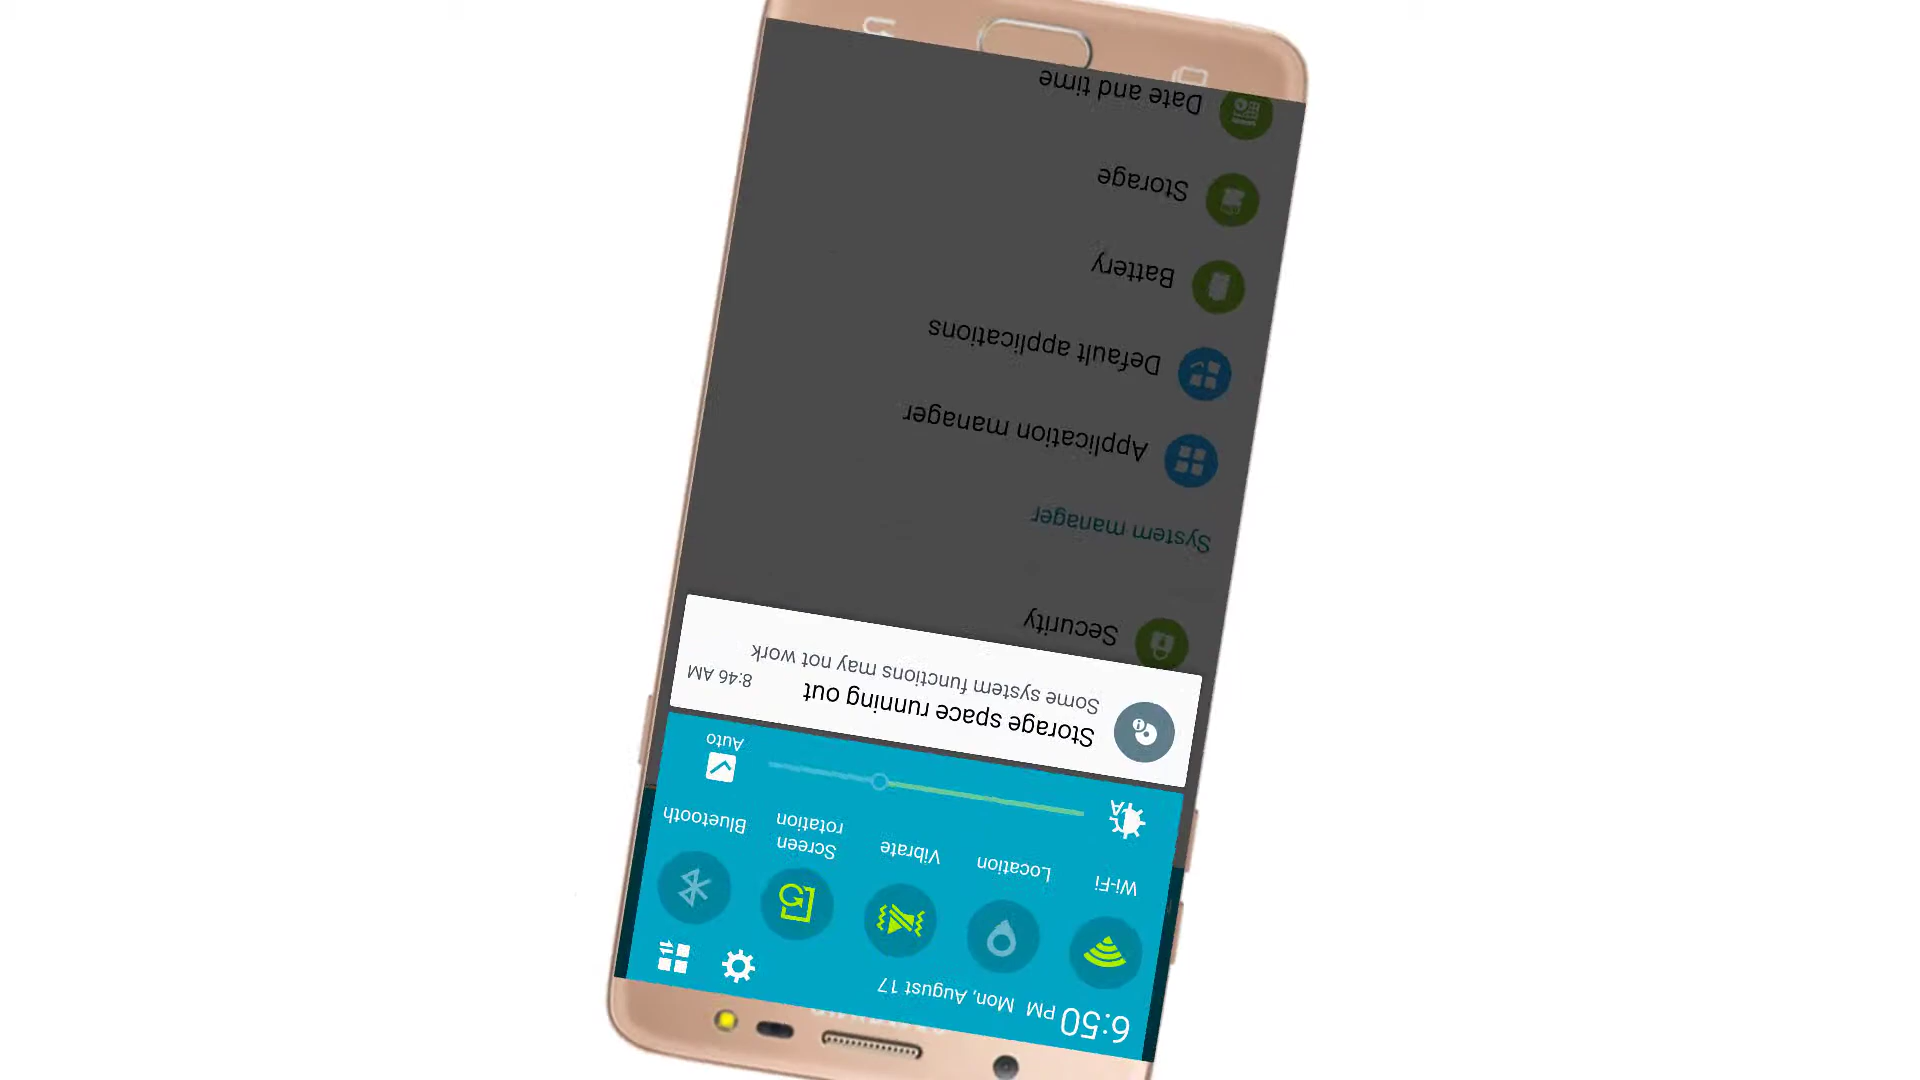 6:50 PM Mon, August 17
Wi-Fi
Location
Vibrate
Screen
rotation
Bluetooth
Auto
Storage space running out
8:46 AM
Some system functions may not work
Security
System manager
Application manager
Default applications
Battery
Storage
Date and time